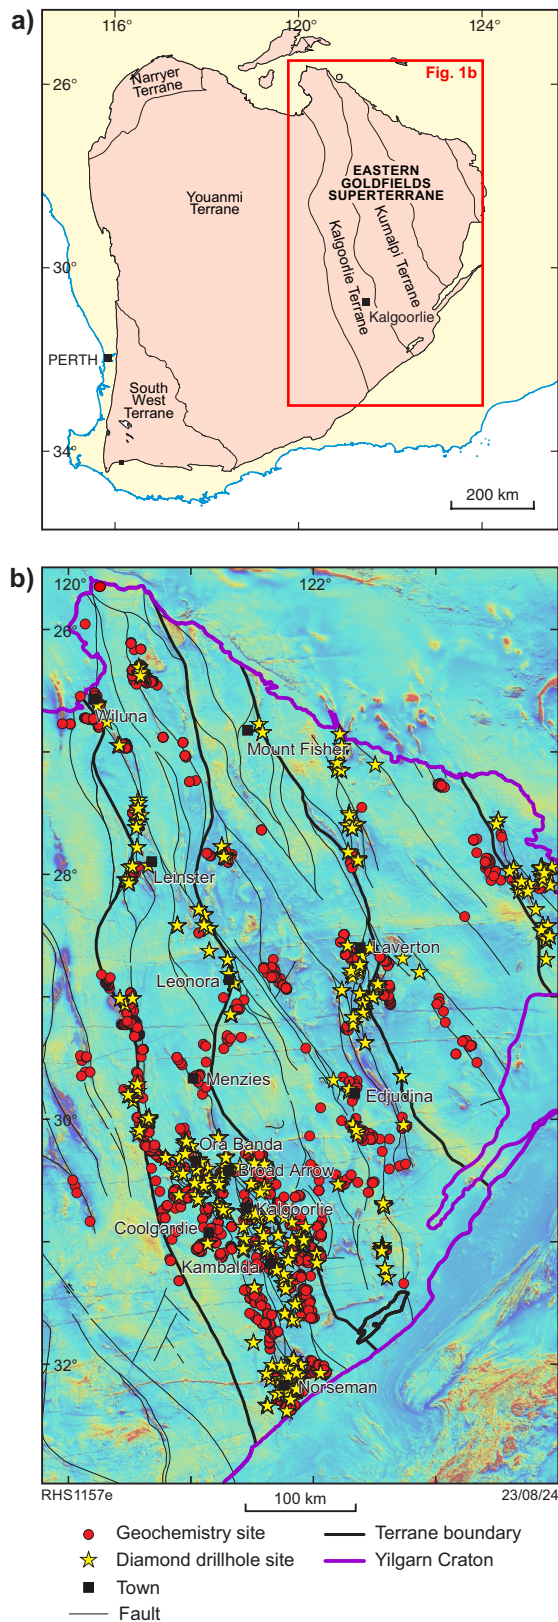 a)
116°
120°
124°
26°
Narryer
Terrane
Fig. 1b
Youanmi
Terrane
EASTERN
GOLDFIELDS
SUPERTERRANE
Kurnalpi Terrane
Kalgoorlie Terrane
30°
Kalgoorlie
PERTH
South
West
Terrane
34°
200 km
b)
120°
122°
26°
Wiluna
Mount Fisher
28°
Leinster
Laverton
Leonora
Menzies
Edjudina
30°
Ora Banda
Broad Arrow
Kalgoorlie
Coolgardie
Kambalda
32°
Norseman
RHS1157e
23/08/24
100 km
Geochemistry site
Terrane boundary
Diamond drillhole site
Yilgarn Craton
Town
Fault